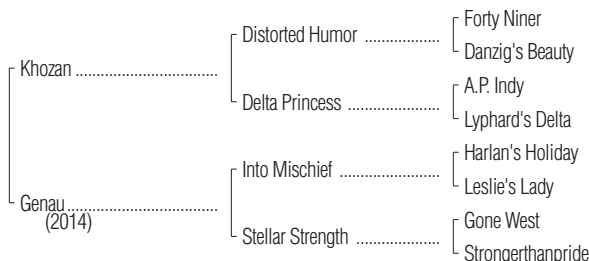 Forty Niner
Distorted Humor ..................
Danzig's Beauty
Khozan ..................................
A.P. Indy
Delta Princess ......................
Lyphard's Delta
Harlan's Holiday
Into Mischief ........................
Leslie's Lady
Genau ....................................
(2014)
Gone West
Stellar Strength ....................
Strongerthanpride